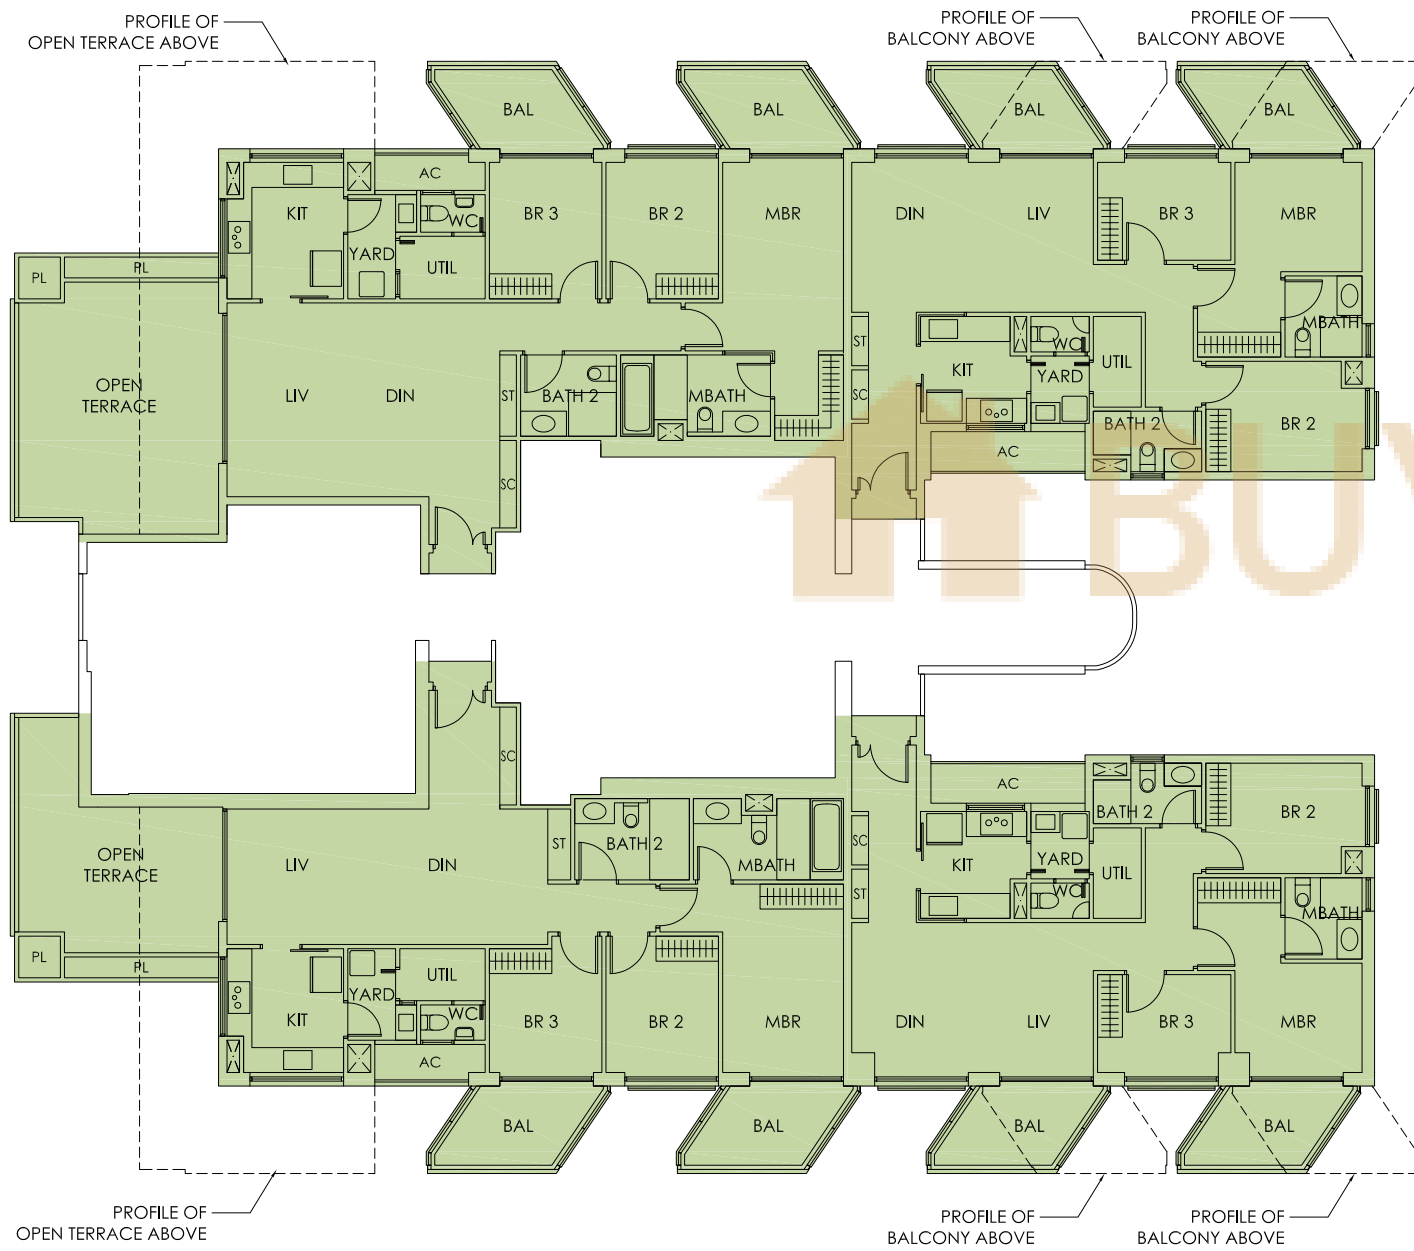 PROFILE OF
OPEN TERRACE ABOVE
PROFILE OF
BALCONY ABOVE
PROFILE OF
BALCONY ABOVE
BAL
BAL
BAL
BAL
AC
KIT
WC
BR 3
BR 2
MBR
DIN
LIV
BR 3
MBR
YARD
UTIL
PL
PL
MBATH
WC
ST
KIT
UTIL
YARD
OPEN
TERRACE
LIV
DIN
ST
BATH 2
MBATH
SC
BATH 2
BR 2
AC
SC
BUY
SC
AC
BATH 2
BR 2
ST
BATH 2
MBATH
SC
YARD
OPEN
TERRACE
LIV
DIN
KIT
UTIL
ST
WC
MBATH
PL
PL
UTIL
YARD
WC
KIT
BR 3
BR 2
MBR
DIN
LIV
BR 3
MBR
AC
BAL
BAL
BAL
BAL
PROFILE OF
OPEN TERRACE ABOVE
PROFILE OF
BALCONY ABOVE
PROFILE OF
BALCONY ABOVE